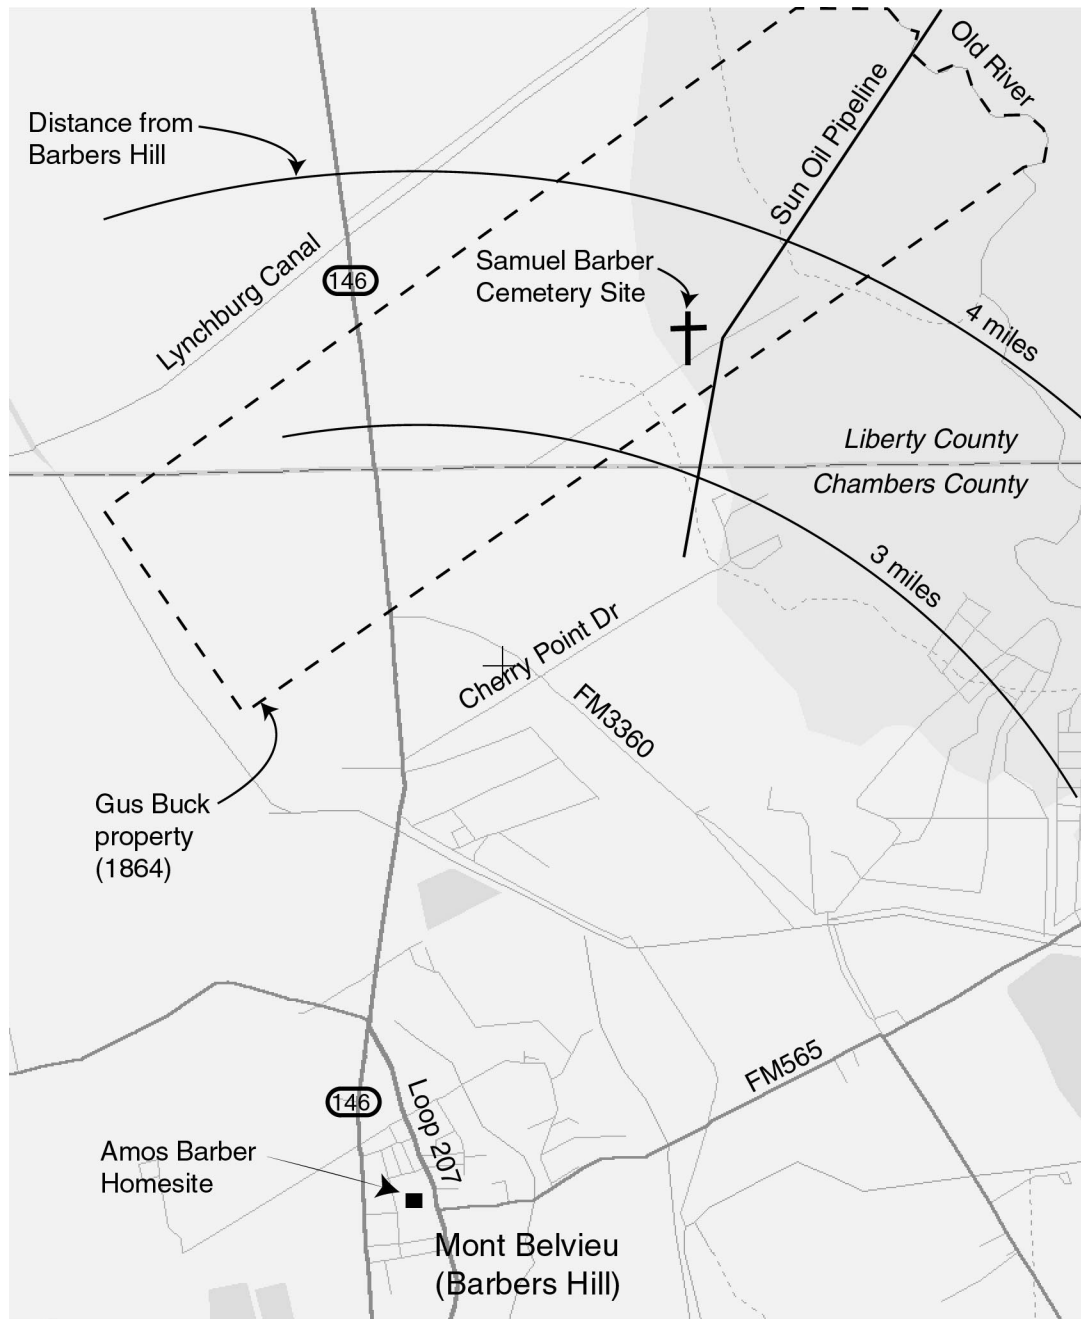 Old River
Sun Oil Pipeline
Distance from
Barbers Hill
Lynchburg Canal
146
Samuel Barber
Cemetery Site
4 miles
Liberty County
Chambers County
3 miles
Cherry Point Dr
FM3360
Gus Buck
property
(1864)
FM565
146
Loop 207
Amos Barber
Homesite
Mont Belvieu
(Barbers Hill)